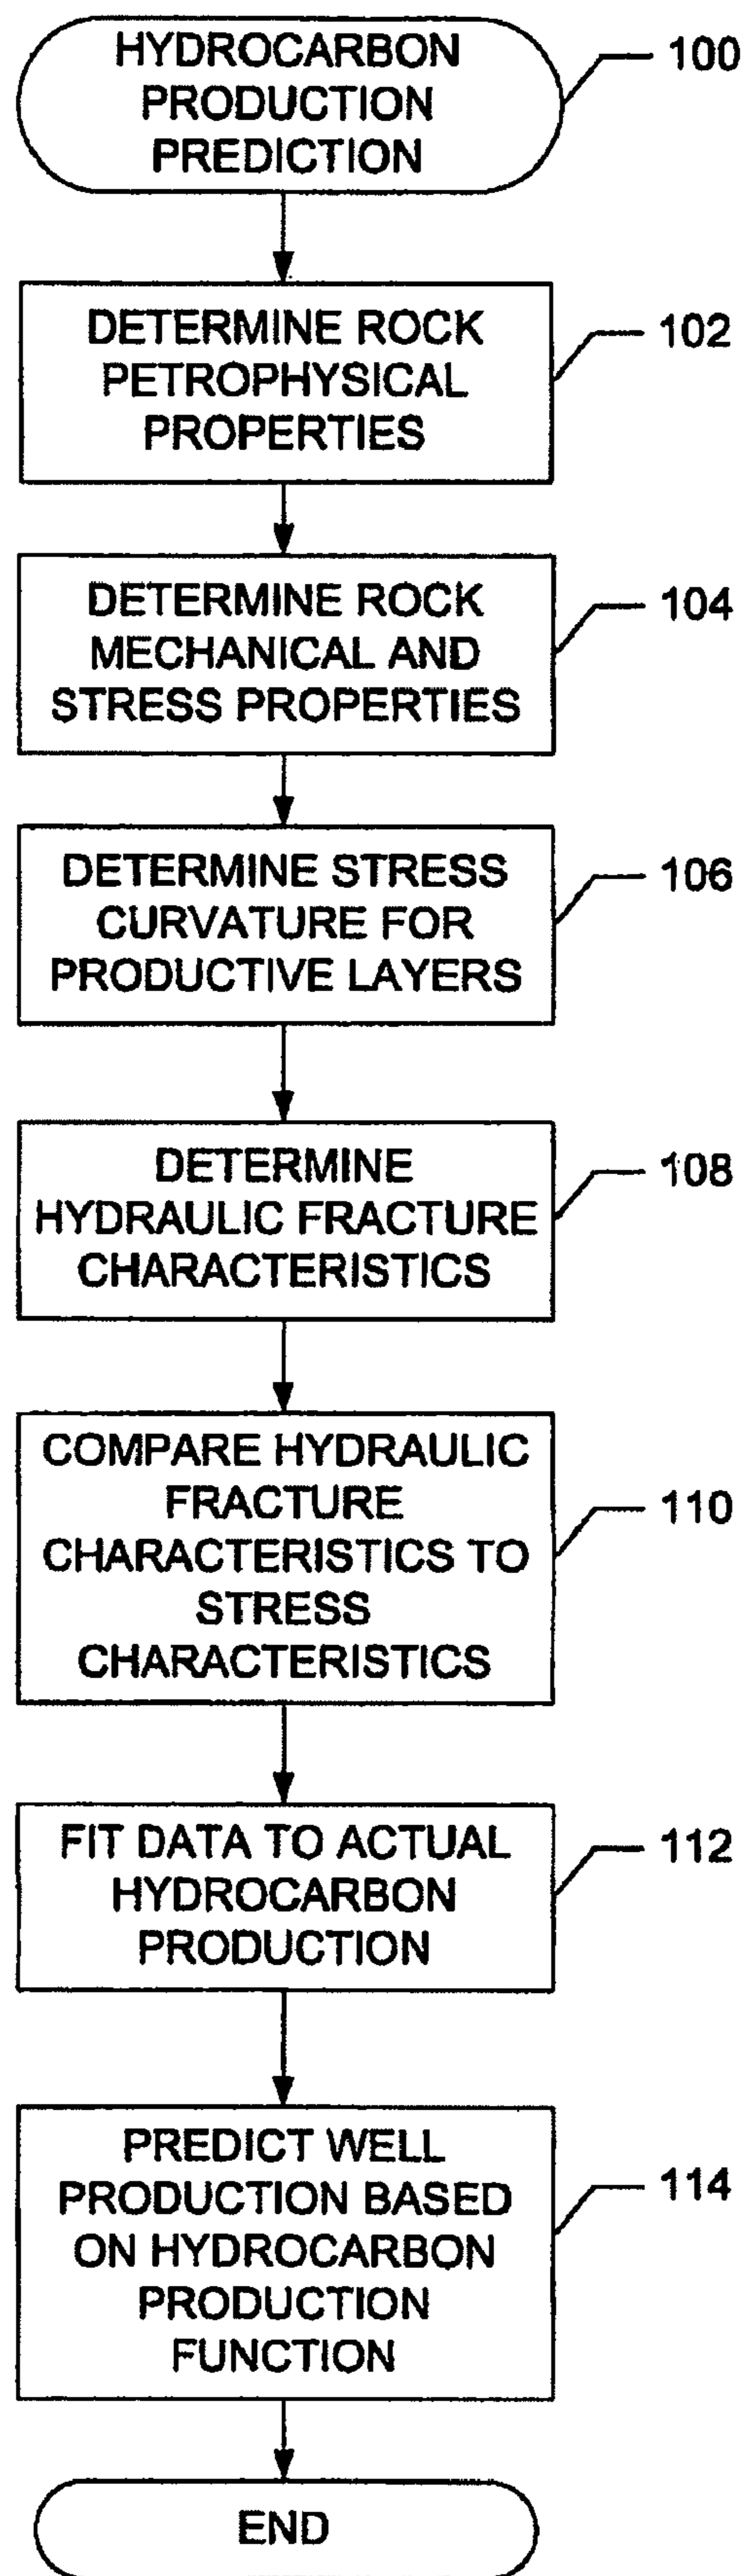 HYDROCARBON
PRODUCTION
PREDICTION
100
DETERMINE ROCK
PETROPHYSICAL
PROPERTIES
102
DETERMINE ROCK
MECHANICAL AND
STRESS PROPERTIES
104
DETERMINE STRESS
CURVATURE FOR
PRODUCTIVE LAYERS
106
DETERMINE
HYDRAULIC FRACTURE
CHARACTERISTICS
108
COMPARE HYDRAULIC
FRACTURE
CHARACTERISTICS TO
STRESS
CHARACTERISTICS
110
FIT DATA TO ACTUAL
HYDROCARBON
PRODUCTION
112
PREDICT WELL
PRODUCTION BASED
ON HYDROCARBON
PRODUCTION
FUNCTION
114
END